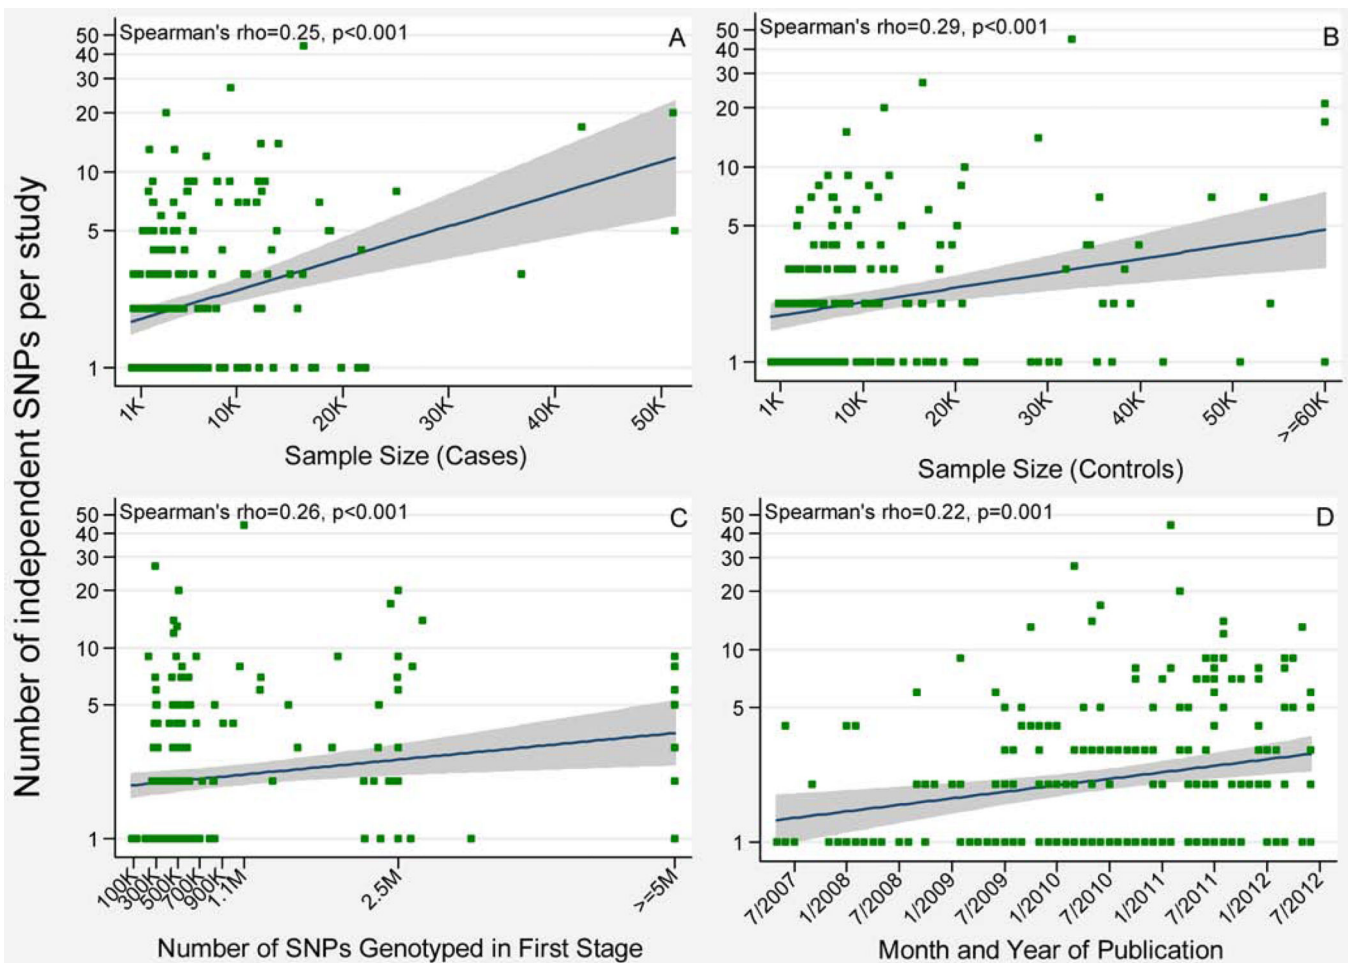 Number of independent SNPs per study
Spearman's rho=0.25, p<0.001
A
50
40
30
20
10
5
1
1K
10K
20K
30K
40K
50K
Sample Size (Cases)
Spearman's rho=0.29, p<0.001
B
50
40
30
20
10
5
1
1K
10K
20K
30K
40K
50K
>=60K
Sample Size (Controls)
Spearman's rho=0.26, p<0.001
C
50
40
30
20
10
5
1
100K
300K
500K
700K
900K
1.1M
2.5M
>=5M
Number of SNPs Genotyped in First Stage
Spearman's rho=0.22, p=0.001
D
50
40
30
20
10
5
1
7/2007
1/2008
7/2008
1/2009
7/2009
1/2010
7/2010
1/2011
7/2011
1/2012
7/2012
Month and Year of Publication